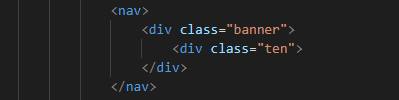 <nav>
<div class="banner">
<div class="ten">
</div>
</nav>